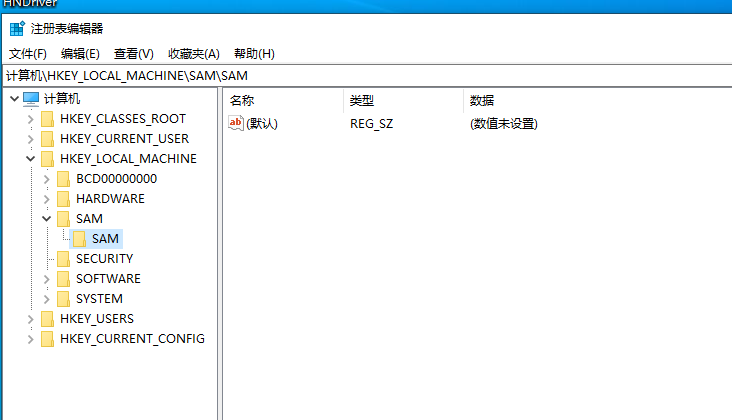 HNDriver
注册表编辑器
文件(F) 编辑(E) 查看(V) 收藏夹(A) 帮助(H)
计算机\HKEY_LOCAL_MACHINE\SAM\SAM
计算机
HKEY_CLASSES_ROOT
HKEY_CURRENT_USER
HKEY_LOCAL_MACHINE
BCD00000000
HARDWARE
SAM
SAM
SECURITY
SOFTWARE
SYSTEM
HKEY_USERS
HKEY_CURRENT_CONFIG
名称 类型 数据
ab (默认) REG_SZ (数值未设置)